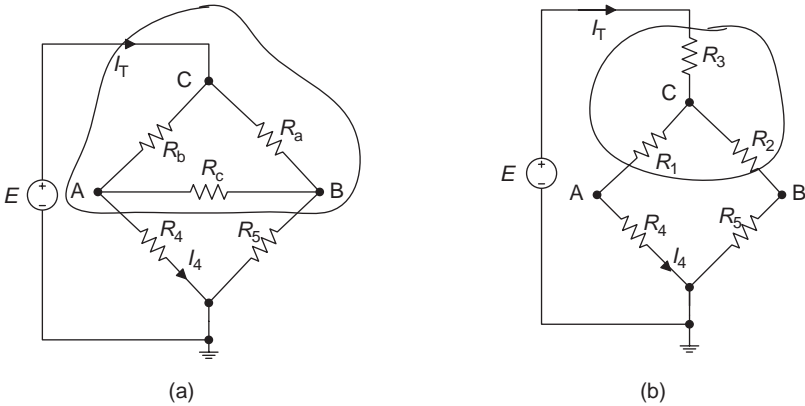 I_T
C
R_b
R_a
R_c
A
B
E
+
−
R_4
R_5
I_4
(a)
I_T
R_3
C
R_1
R_2
E
+
−
A
B
R_4
R_5
I_4
(b)